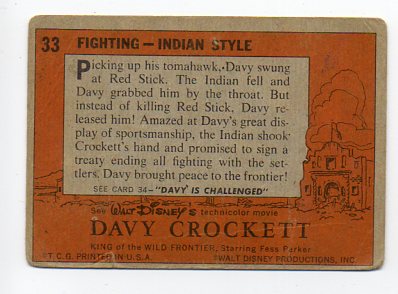 33 FIGHTING — INDIAN STYLE
Picking up his tomahawk, Davy swung
at Red Stick. The Indian fell and
Davy grabbed him by the throat. But
instead of killing Red Stick, Davy re-
leased him! Amazed at Davy's great dis-
play of sportsmanship, the Indian shook
Crockett's hand and promised to sign a
treaty ending all fighting with the set-
tlers. Davy brought peace to the frontier!
SEE CARD 34—"DAVY IS CHALLENGED"
See WALT DISNEY'S technicolor movie
DAVY CROCKETT
KING of the WILD FRONTIER, Starring Fess Parker
©T.C.G. PRINTED IN U.S.A. ©WALT DISNEY PRODUCTIONS, INC.